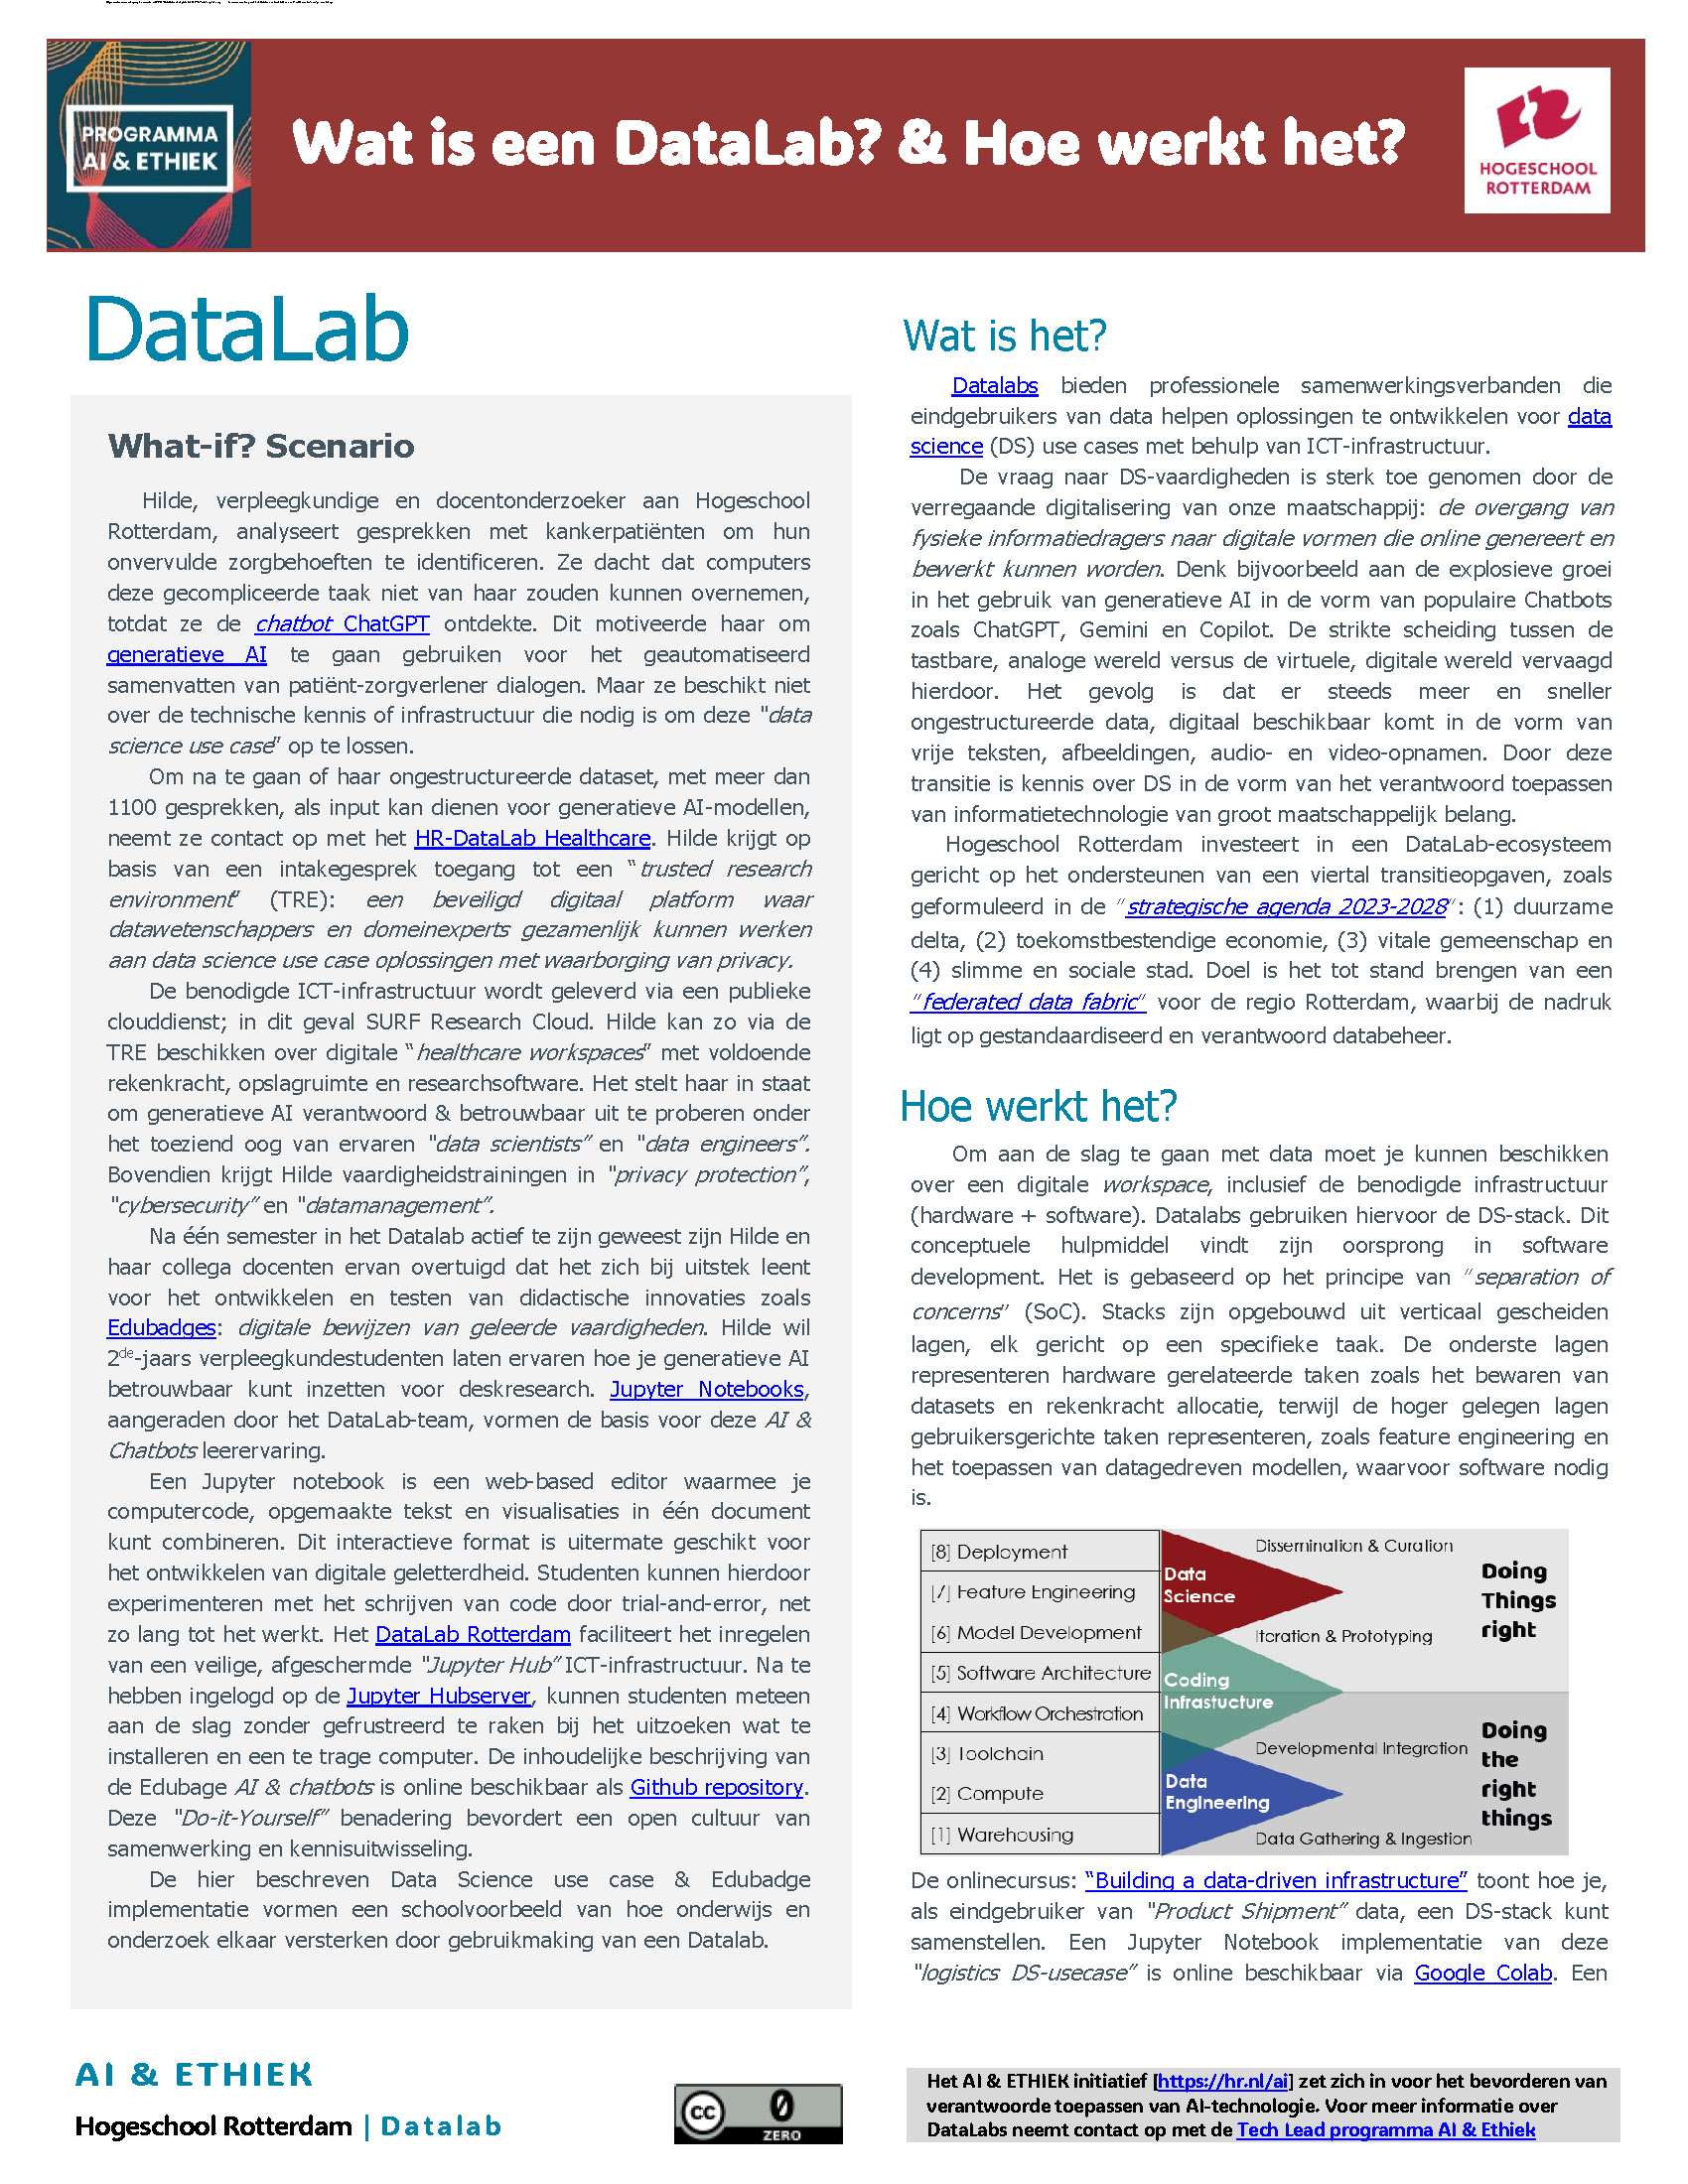 PROGRAMMA
AI & ETHIEK
Wat is een DataLab? & Hoe werkt het?
HOGESCHOOL
ROTTERDAM
DataLab
What-if? Scenario
Hilde, verpleegkundige en docentonderzoeker aan Hogeschool
Rotterdam, analyseert gesprekken met kankerpatiënten om hun
onvervulde zorgbehoeften te identificeren. Ze dacht dat computers
deze gecompliceerde taak niet van haar zouden kunnen overnemen,
totdat ze de chatbot ChatGPT ontdekte. Dit motiveerde haar om
generatieve AI te gaan gebruiken voor het geautomatiseerd
samenvatten van patiënt-zorgverlener dialogen. Maar ze beschikt niet
over de technische kennis of infrastructuur die nodig is om deze "data
science use case" op te lossen.
Om na te gaan of haar ongestructureerde dataset, met meer dan
1100 gesprekken, als input kan dienen voor generatieve AI-modellen,
neemt ze contact op met het HR-DataLab Healthcare. Hilde krijgt op
basis van een intakegesprek toegang tot een “trusted research
environment” (TRE): een beveiligd digitaal platform waar
datawetenschappers en domeinexperts gezamenlijk kunnen werken
aan data science use case oplossingen met waarborging van privacy.
De benodigde ICT-infrastructuur wordt geleverd via een publieke
clouddienst; in dit geval SURF Research Cloud. Hilde kan zo via de
TRE beschikken over digitale “healthcare workspaces” met voldoende
rekenkracht, opslagruimte en researchsoftware. Het stelt haar in staat
om generatieve AI verantwoord & betrouwbaar uit te proberen onder
het toeziend oog van ervaren "data scientists” en "data engineers”.
Bovendien krijgt Hilde vaardigheidstrainingen in "privacy protection”,
"cybersecurity” en "datamanagement”.
Na één semester in het Datalab actief te zijn geweest zijn Hilde en
haar collega docenten ervan overtuigd dat het zich bij uitstek leent
voor het ontwikkelen en testen van didactische innovaties zoals
Edubadges: digitale bewijzen van geleerde vaardigheden. Hilde wil
2de-jaars verpleegkundestudenten laten ervaren hoe je generatieve AI
betrouwbaar kunt inzetten voor deskresearch. Jupyter Notebooks,
aangeraden door het DataLab-team, vormen de basis voor deze AI &
Chatbots leerervaring.
Een Jupyter notebook is een web-based editor waarmee je
computercode, opgemaakte tekst en visualisaties in één document
kunt combineren. Dit interactieve format is uitermate geschikt voor
het ontwikkelen van digitale geletterdheid. Studenten kunnen hierdoor
experimenteren met het schrijven van code door trial-and-error, net
zo lang tot het werkt. Het DataLab Rotterdam faciliteert het inregelen
van een veilige, afgeschermde "Jupyter Hub” ICT-infrastructuur. Na te
hebben ingelogd op de Jupyter Hubserver, kunnen studenten meteen
aan de slag zonder gefrustreerd te raken bij het uitzoeken wat te
installeren en een te trage computer. De inhoudelijke beschrijving van
de Edubage AI & chatbots is online beschikbaar als Github repository.
Deze "Do-it-Yourself” benadering bevordert een open cultuur van
samenwerking en kennisuitwisseling.
De hier beschreven Data Science use case & Edubadge
implementatie vormen een schoolvoorbeeld van hoe onderwijs en
onderzoek elkaar versterken door gebruikmaking van een Datalab.
Wat is het?
Datalabs bieden professionele samenwerkingsverbanden die
eindgebruikers van data helpen oplossingen te ontwikkelen voor data
science (DS) use cases met behulp van ICT-infrastructuur.
De vraag naar DS-vaardigheden is sterk toe genomen door de
verregaande digitalisering van onze maatschappij: de overgang van
fysieke informatiedragers naar digitale vormen die online genereert en
bewerkt kunnen worden. Denk bijvoorbeeld aan de explosieve groei
in het gebruik van generatieve AI in de vorm van populaire Chatbots
zoals ChatGPT, Gemini en Copilot. De strikte scheiding tussen de
tastbare, analoge wereld versus de virtuele, digitale wereld vervaagd
hierdoor. Het gevolg is dat er steeds meer en sneller
ongestructureerde data, digitaal beschikbaar komt in de vorm van
vrije teksten, afbeeldingen, audio- en video-opnamen. Door deze
transitie is kennis over DS in de vorm van het verantwoord toepassen
van informatietechnologie van groot maatschappelijk belang.
Hogeschool Rotterdam investeert in een DataLab-ecosysteem
gericht op het ondersteunen van een viertal transitieopgaven, zoals
geformuleerd in de "strategische agenda 2023-2028": (1) duurzame
delta, (2) toekomstbestendige economie, (3) vitale gemeenschap en
(4) slimme en sociale stad. Doel is het tot stand brengen van een
"federated data fabric" voor de regio Rotterdam, waarbij de nadruk
ligt op gestandaardiseerd en verantwoord databeheer.
Hoe werkt het?
Om aan de slag te gaan met data moet je kunnen beschikken
over een digitale workspace, inclusief de benodigde infrastructuur
(hardware + software). Datalabs gebruiken hiervoor de DS-stack. Dit
conceptuele hulpmiddel vindt zijn oorsprong in software
development. Het is gebaseerd op het principe van "separation of
concerns" (SoC). Stacks zijn opgebouwd uit verticaal gescheiden
lagen, elk gericht op een specifieke taak. De onderste lagen
representeren hardware gerelateerde taken zoals het bewaren van
datasets en rekenkracht allocatie, terwijl de hoger gelegen lagen
gebruikersgerichte taken representeren, zoals feature engineering en
het toepassen van datagedreven modellen, waarvoor software nodig
is.
[8] Deployment
[7] Feature Engineering
[6] Model Development
[5] Software Architecture
[4] Workflow Orchestration
[3] Toolchain
[2] Compute
[1] Warehousing
Data
Science
Coding
Infrastucture
Data
Engineering
Dissemination & Curation
Iteration & Prototyping
Developmental Integration
Data Gathering & Ingestion
Doing
Things
right
Doing
the
right
things
De onlinecursus: “Building a data-driven infrastructure” toont hoe je,
als eindgebruiker van "Product Shipment” data, een DS-stack kunt
samenstellen. Een Jupyter Notebook implementatie van deze
"logistics DS-usecase” is online beschikbaar via Google Colab. Een
AI & ETHIEK
Hogeschool Rotterdam | Datalab
cc 0
ZERO
Het AI & ETHIEK initiatief [https://hr.nl/ai] zet zich in voor het bevorderen van
verantwoorde toepassen van AI-technologie. Voor meer informatie over
DataLabs neemt contact op met de Tech Lead programma AI & Ethiek